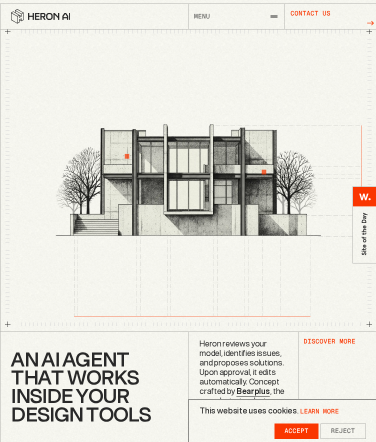 HERON AI
MENU
CONTACT US
W.
Site of the Day
AN AI AGENT
THAT WORKS
INSIDE YOUR
DESIGN TOOLS
Heron reviews your
model, identifies issues,
and proposes solutions.
Upon approval, it edits
automatically. Concept
crafted by Bearplus, the
DISCOVER MORE
This website uses cookies. LEARN MORE
ACCEPT
REJECT